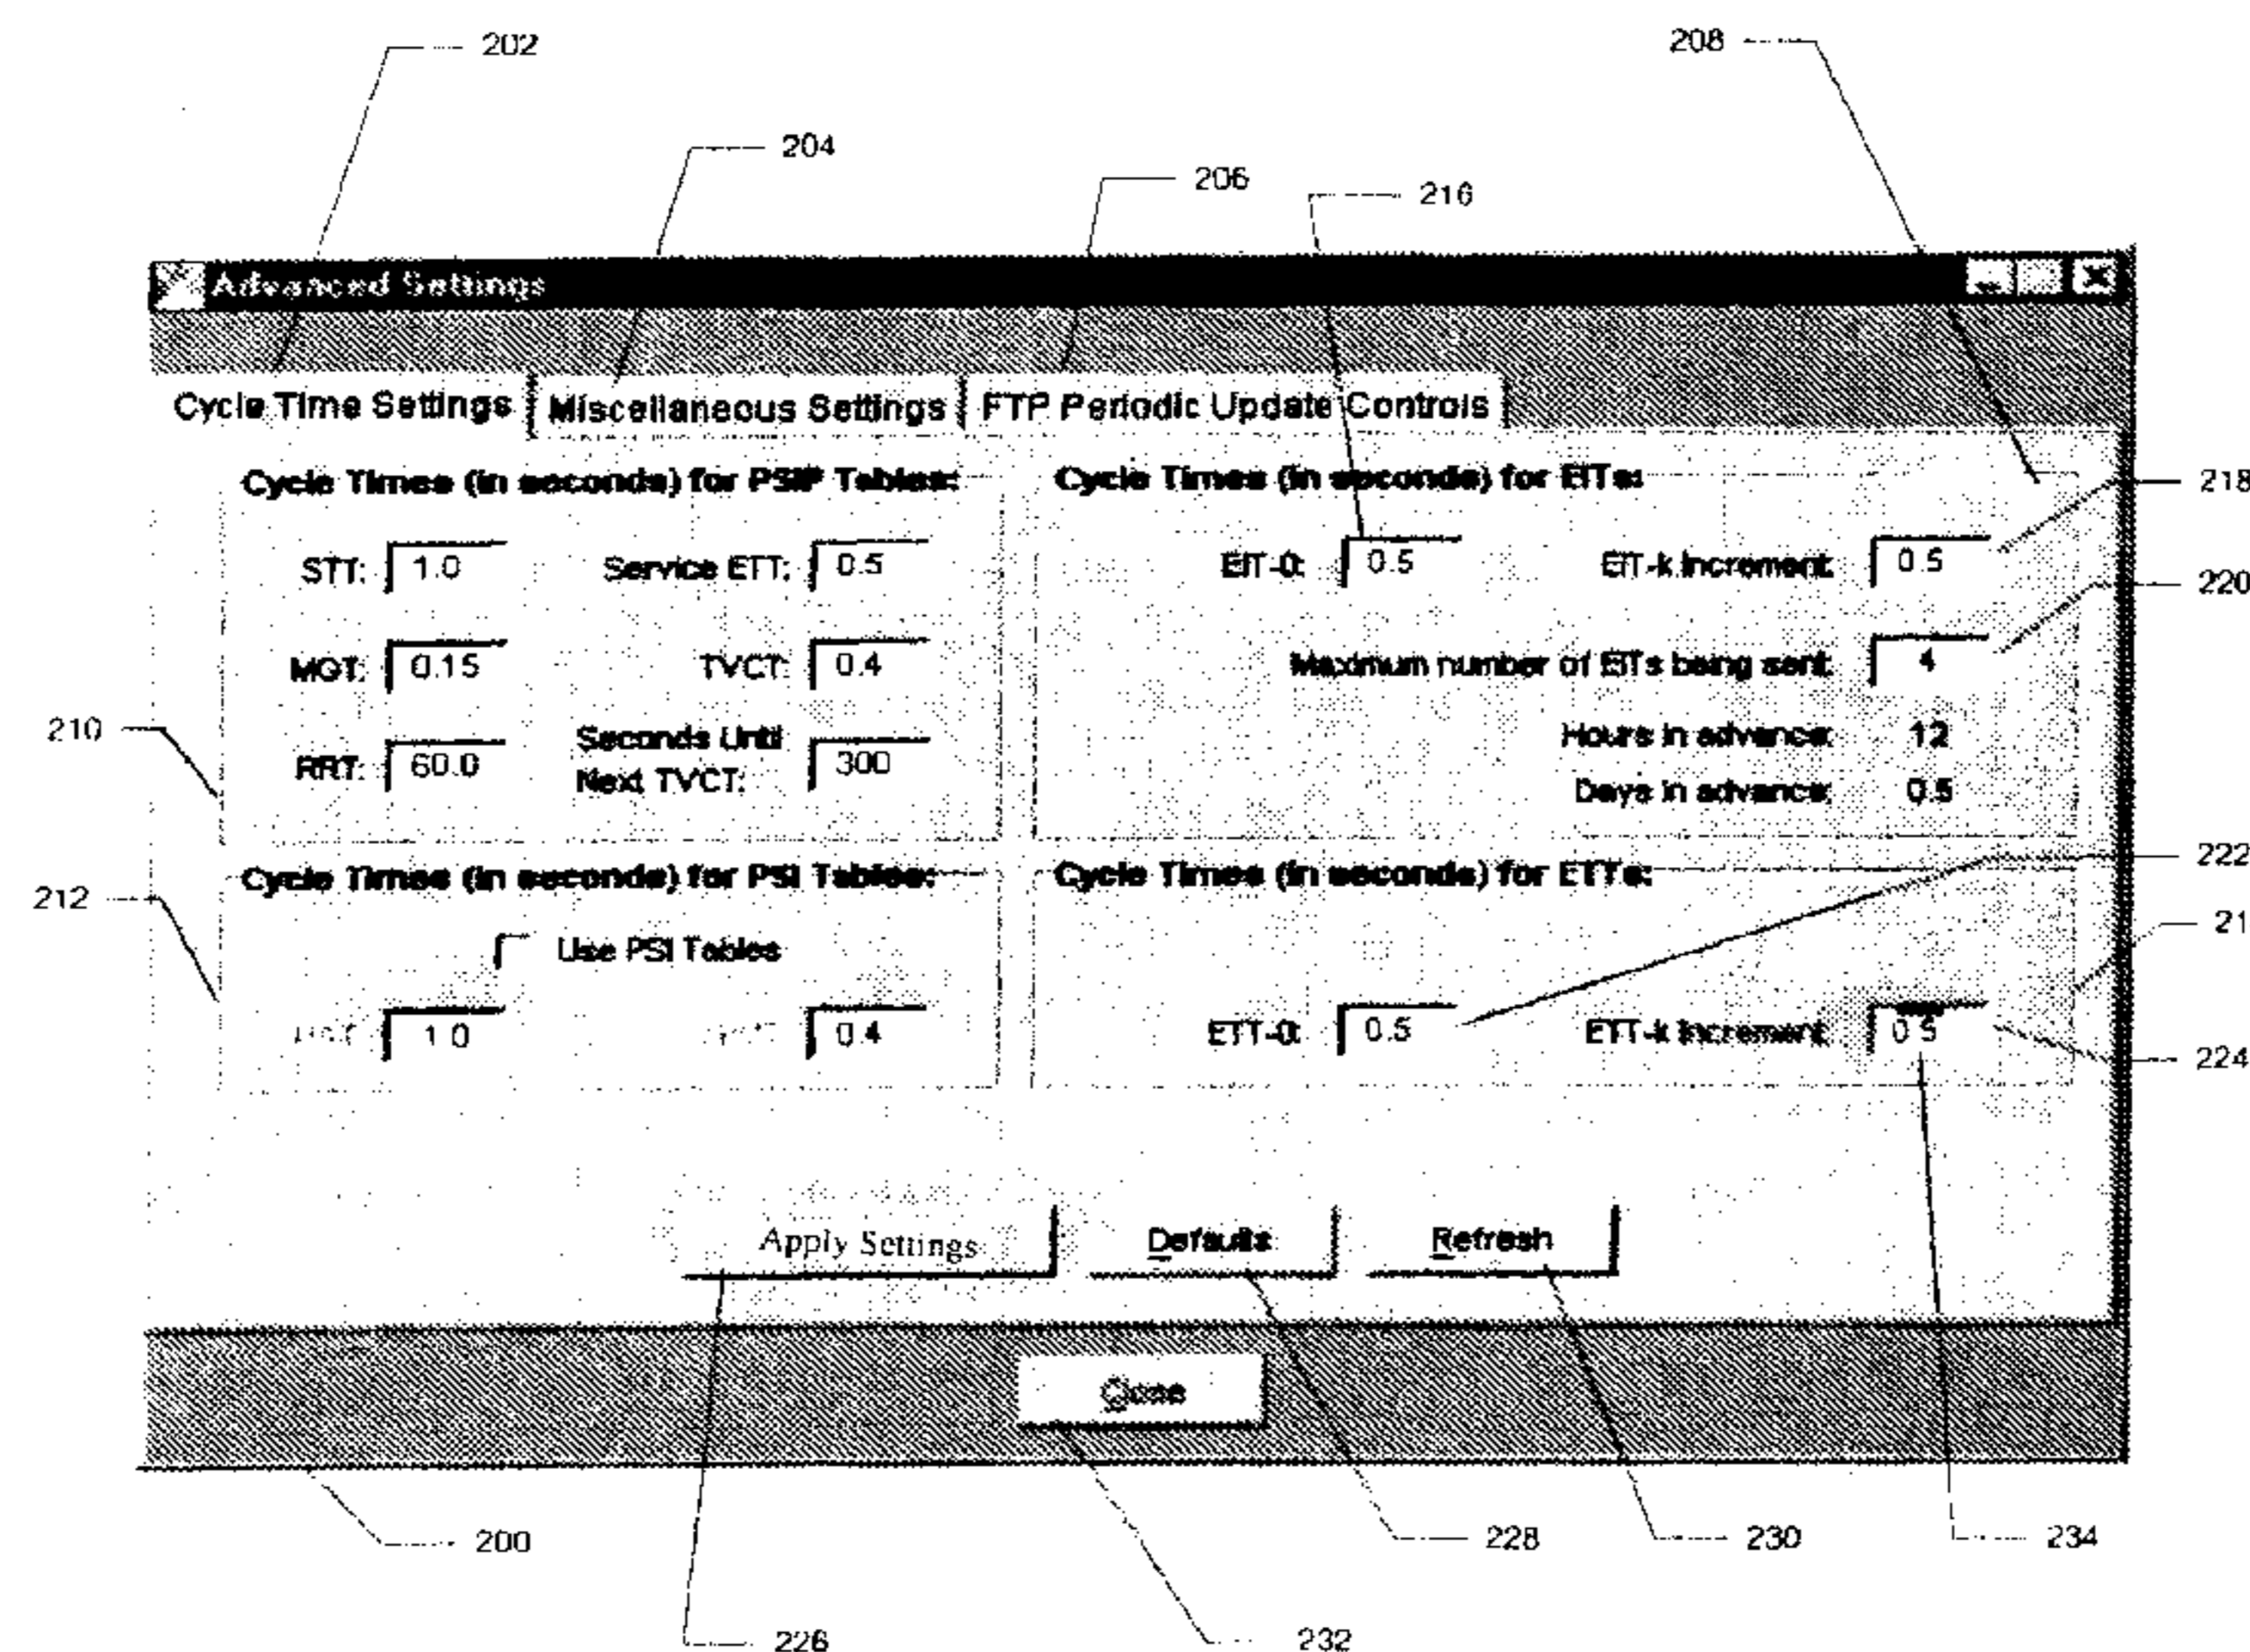 202
208
204
206
216
Advanced Settings
Cycle Time Settings
Miscellaneous Settings
FTP Periodic Update Controls
Cycle Times (in seconds) for PSIP Tables:
STT: 1.0
Service ETT: 0.5
MGT: 0.15
TVCT: 0.4
RRT: 60.0
Seconds Until
Next TVCT: 300
Cycle Times (in seconds) for EITs:
EIT-0: 0.5
EIT-k Increment: 0.5
Maximum number of EITs being sent: 4
Hours in advance: 12
Days in advance: 0.5
218
220
210
212
Cycle Times (in seconds) for PSI Tables:
Use PSI Tables
1.0
0.4
Cycle Times (in seconds) for ETTs:
ETT-0: 0.5
ETT-k Increment: 0.5
222
21
224
Apply Settings
Defaults
Refresh
Close
200
228
230
234
226
232